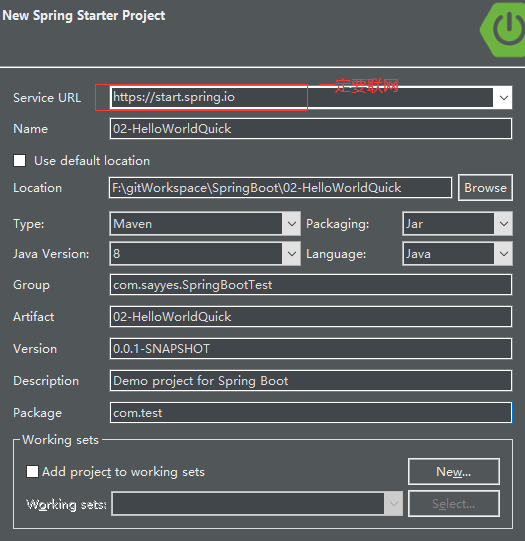 New Spring Starter Project
Service URL https://start.spring.io 一定要联网
Name 02-HelloWorldQuick
Use default location
Location F:\gitWorkspace\SpringBoot\02-HelloWorldQuick Browse
Type: Maven Packaging: Jar
Java Version: 8 Language: Java
Group com.sayyes.SpringBootTest
Artifact 02-HelloWorldQuick
Version 0.0.1-SNAPSHOT
Description Demo project for Spring Boot
Package com.test
Working sets
Add project to working sets New...
Working sets: Select...